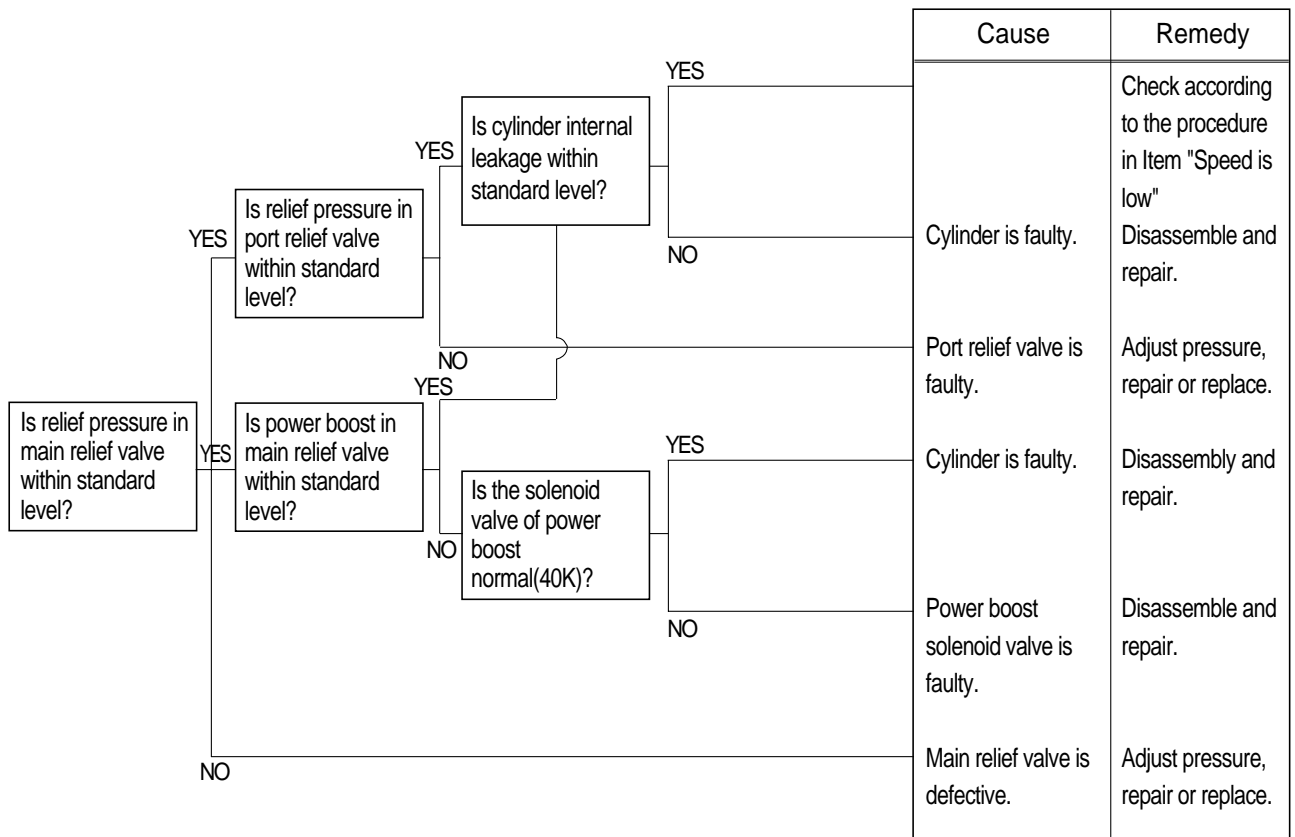 Cause
Remedy
YES
Check according
to the procedure
in Item "Speed is
low"
Is cylinder internal
leakage within
standard level?
YES
NO
Cylinder is faulty.
Disassemble and
repair.
Is relief pressure in
port relief valve
within standard
level?
YES
NO
Port relief valve is
faulty.
Adjust pressure,
repair or replace.
YES
Is relief pressure in
main relief valve
within standard
level?
YES
Is power boost in
main relief valve
within standard
level?
YES
Cylinder is faulty.
Disassembly and
repair.
NO
Is the solenoid
valve of power
boost
normal(40K)?
NO
Power boost
solenoid valve is
faulty.
Disassemble and
repair.
NO
Main relief valve is
defective.
Adjust pressure,
repair or replace.